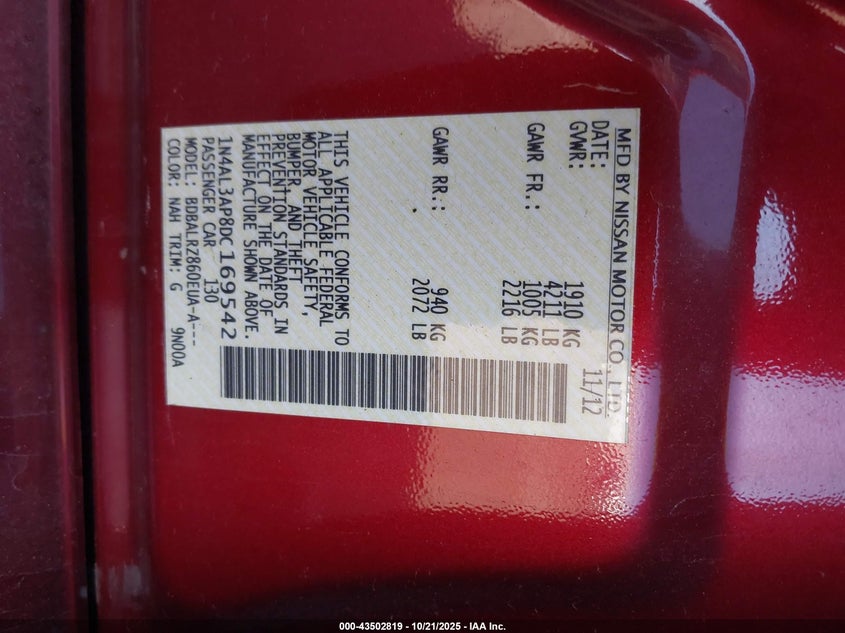 MFD BY NISSAN MOTOR CO., LTD.
DATE: 11/12
GVWR: 1910 KG
4211 LB
GAWR FR.: 1005 KG
2216 LB
GAWR RR.: 940 KG
2072 LB
THIS VEHICLE CONFORMS TO
ALL APPLICABLE FEDERAL
MOTOR VEHICLE SAFETY,
BUMPER, AND THEFT
PREVENTION STANDARDS IN
EFFECT ON THE DATE OF
MANUFACTURE SHOWN ABOVE.
1N4AL3AP8DC169542
PASSENGER CAR 130
MODEL: BDBALRZ860EUA-A---
COLOR: NAH TRIM: G 9N00A
000-43502819 - 10/21/2025 - IAA Inc.